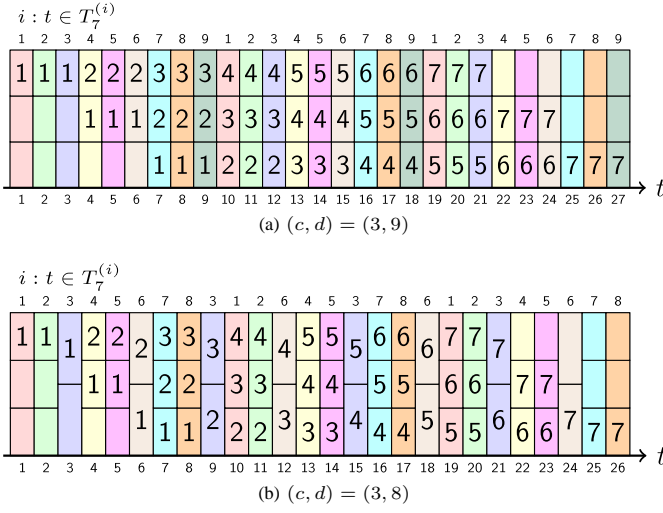 i : t ∈ T₇⁽ⁱ⁾
1 2 3 4 5 6 7 8 9 1 2 3 4 5 6 7 8 9 1 2 3 4 5 6 7 8 9
1 1 1 2 2 2 3 3 3 4 4 4 5 5 5 6 6 6 7 7 7
1 1 1 2 2 2 3 3 3 4 4 4 5 5 5 6 6 6 7 7 7
1 1 1 2 2 2 3 3 3 4 4 4 5 5 5 6 6 6 7 7 7
t
1 2 3 4 5 6 7 8 9 10 11 12 13 14 15 16 17 18 19 20 21 22 23 24 25 26 27
(a) (c, d) = (3, 9)
i : t ∈ T₇⁽ⁱ⁾
1 2 3 4 5 6 7 8 3 1 2 6 4 5 3 7 8 6 1 2 3 4 5 6 7 8
1 1 1 2 2 2 3 3 3 4 4 4 5 5 5 6 6 6 7 7 7
1 1 2 2 3 3 4 4 5 5 6 6 7 7
1 1 1 2 2 2 3 3 3 4 4 4 5 5 5 6 6 6 7 7 7
t
1 2 3 4 5 6 7 8 9 10 11 12 13 14 15 16 17 18 19 20 21 22 23 24 25 26
(b) (c, d) = (3, 8)